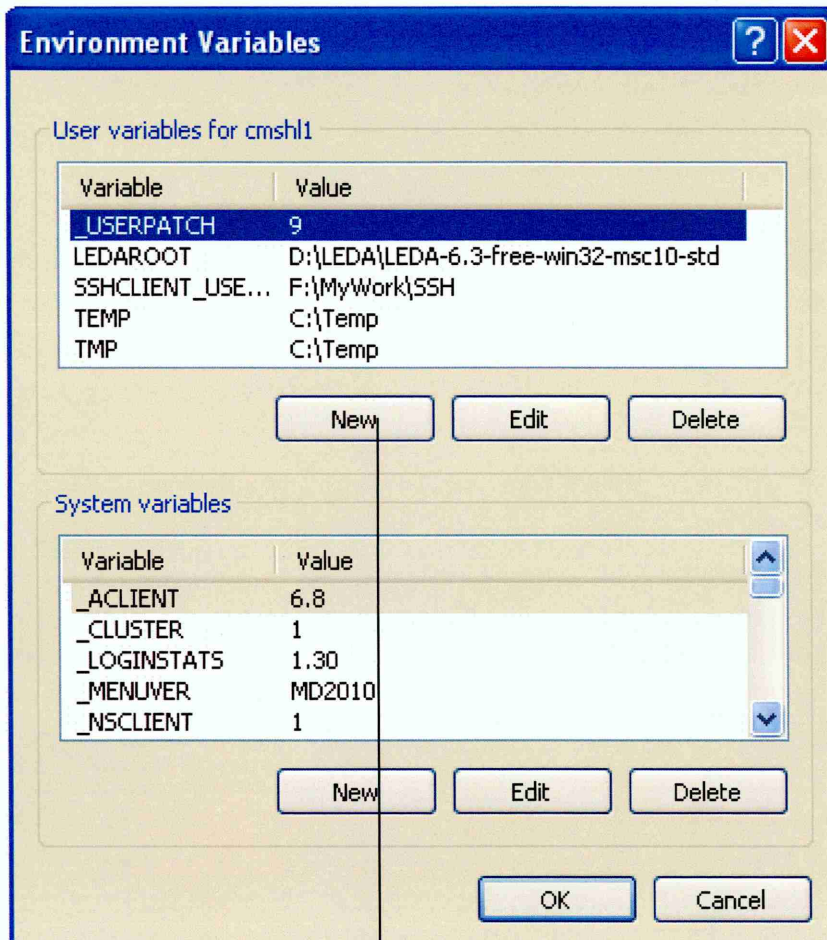 Environment Variables
User variables for cmshl1
Variable Value
_USERPATCH 9
LEDAROOT D:\LEDA\LEDA-6.3-free-win32-msc10-std
SSHCLIENT_USE... F:\MyWork\SSH
TEMP C:\Temp
TMP C:\Temp
New Edit Delete
System variables
Variable Value
_ACLIENT 6.8
_CLUSTER 1
_LOGINSTATS 1.30
_MENUVER MD2010
_NSCLIENT 1
New Edit Delete
OK Cancel